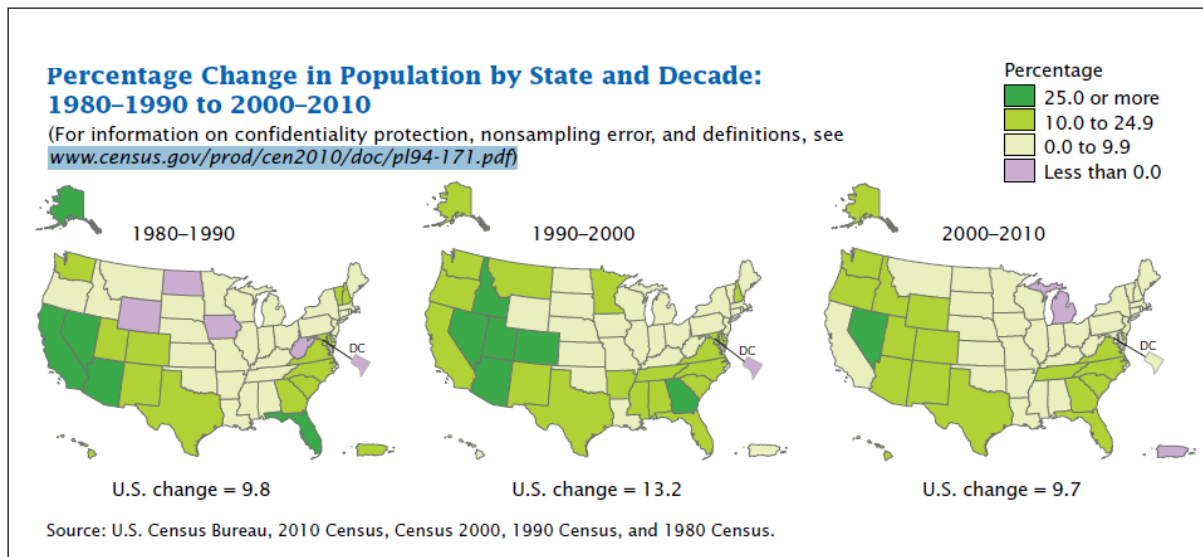 Percentage Change in Population by State and Decade:
1980–1990 to 2000–2010
(For information on confidentiality protection, nonsampling error, and definitions, see
www.census.gov/prod/cen2010/doc/pl94-171.pdf)
Percentage
25.0 or more
10.0 to 24.9
0.0 to 9.9
Less than 0.0
1980–1990
1990–2000
2000–2010
DC
DC
DC
U.S. change = 9.8
U.S. change = 13.2
U.S. change = 9.7
Source: U.S. Census Bureau, 2010 Census, Census 2000, 1990 Census, and 1980 Census.